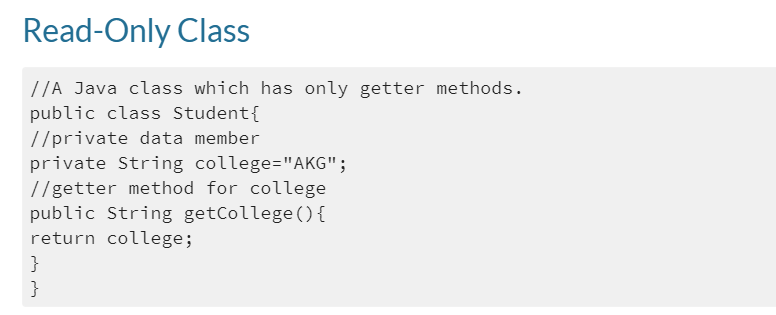 Read-Only Class
//A Java class which has only getter methods.
public class Student{
//private data member
private String college="AKG";
//getter method for college
public String getCollege(){
return college;
}
}